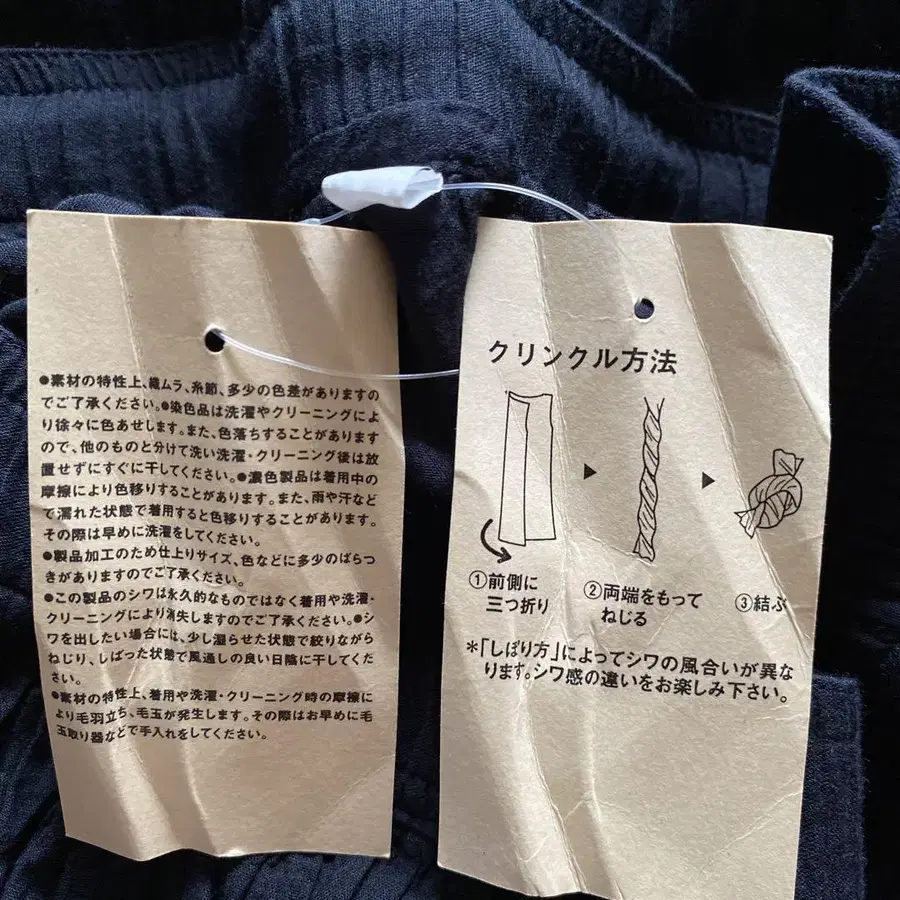 ●素材の特性上、織ムラ、糸節、多少の色差がありますの
でご了承ください。●染色品は洗濯やクリーニングによ
り徐々に色あせします。また、色落ちすることがあります
ので、他のものと分けて洗い洗濯・クリーニング後は放
置せずにすぐに干してください。●濃色製品は着用中の
摩擦により色移りすることがあります。また、雨や汗など
で濡れた状態で着用すると色移りすることがあります。
その際は早めに洗濯をしてください。
●製品加工のため仕上りサイズ、色などに多少のばらつ
きがありますのでご了承ください。
●この製品のシワは永久的なものではなく着用や洗濯・
クリーニングにより消失しますのでご了承ください。●シ
ワを出したい場合には、少し湿らせた状態で絞りながら
ねじり、しばった状態で風通しの良い日陰に干してくださ
い。
●素材の特性上、着用や洗濯・クリーニング時の摩擦に
より毛羽立ち、毛玉が発生します。その際はお早めに毛
玉取り器などで手入れをしてください。
クリンクル方法
①前側に
三つ折り
②両端をもって
ねじる
③結ぶ
*「しぼり方」によってシワの風合いが異な
ります。シワ感の違いをお楽しみ下さい。